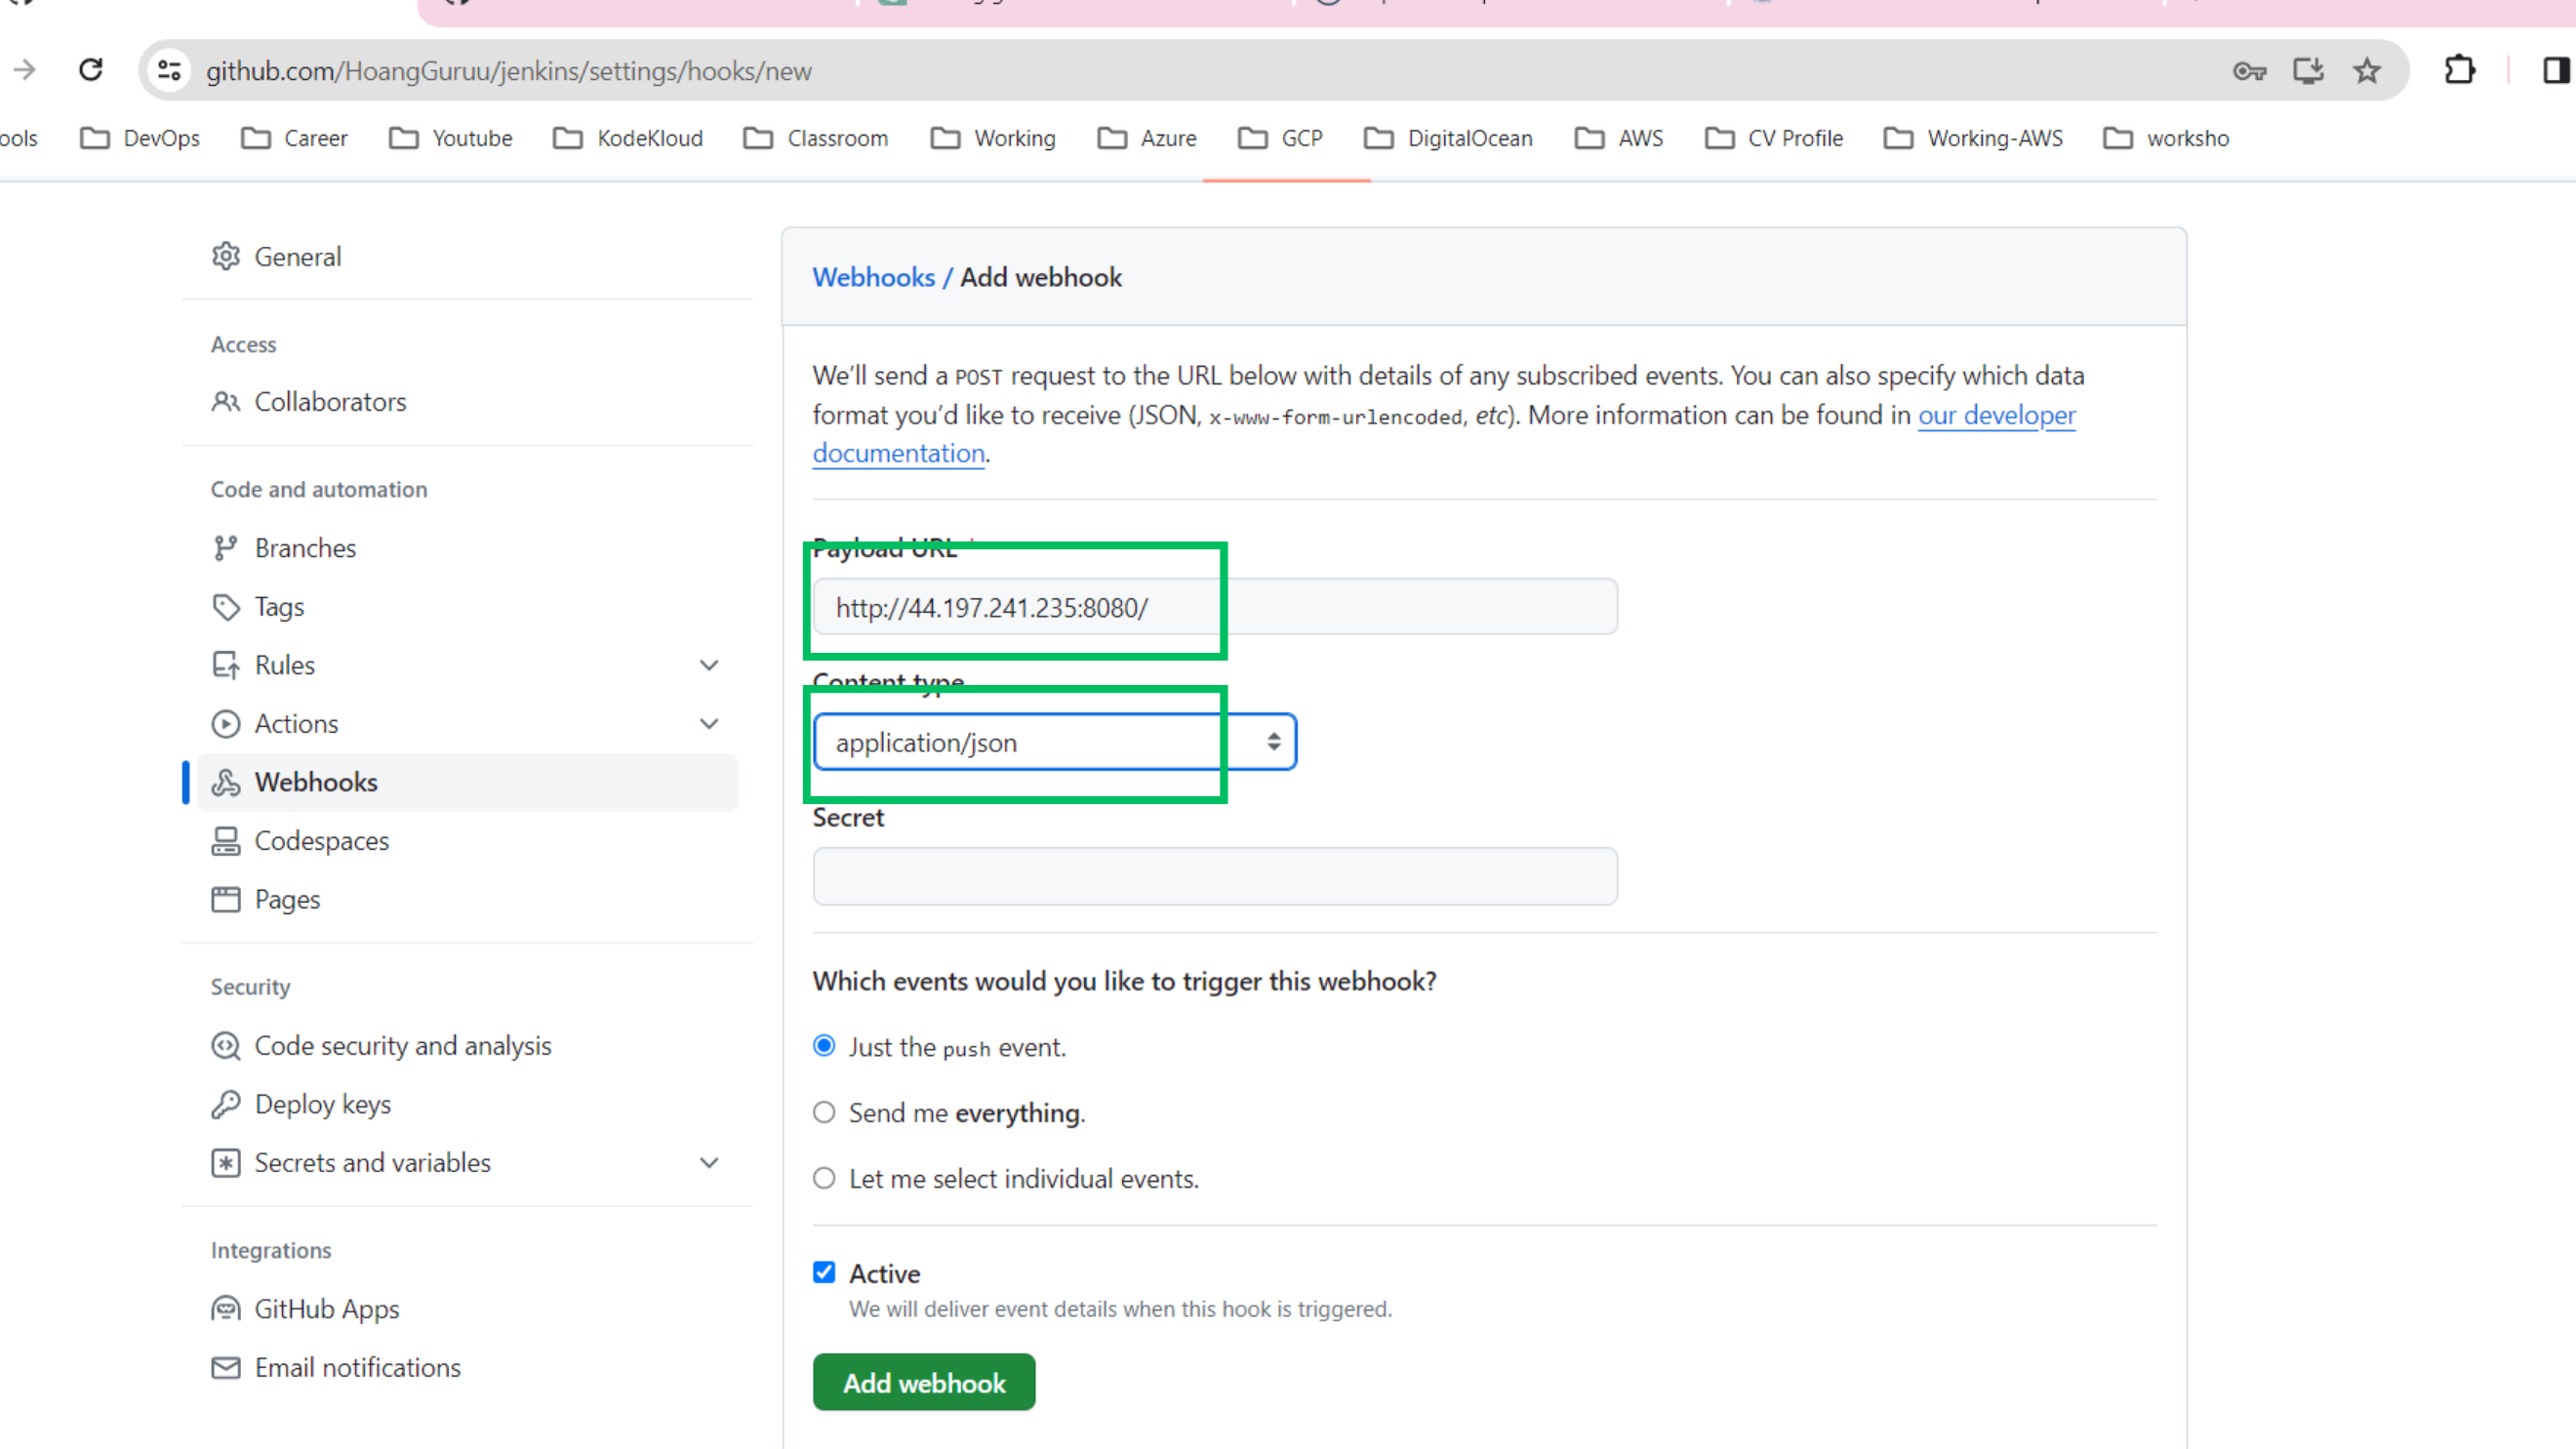 github.com/HoangGuruu/jenkins/settings/hooks/new
ools DevOps Career Youtube KodeKloud Classroom Working Azure GCP DigitalOcean AWS CV Profile Working-AWS worksho
General
Access
Collaborators
Code and automation
Branches
Tags
Rules
Actions
Webhooks
Codespaces
Pages
Security
Code security and analysis
Deploy keys
Secrets and variables
Integrations
GitHub Apps
Email notifications
Webhooks / Add webhook
We’ll send a POST request to the URL below with details of any subscribed events. You can also specify which data
format you’d like to receive (JSON, x-www-form-urlencoded, etc). More information can be found in our developer
documentation.
Payload URL *
http://44.197.241.235:8080/
Content type
application/json
Secret
Which events would you like to trigger this webhook?
Just the push event.
Send me everything.
Let me select individual events.
Active
We will deliver event details when this hook is triggered.
Add webhook